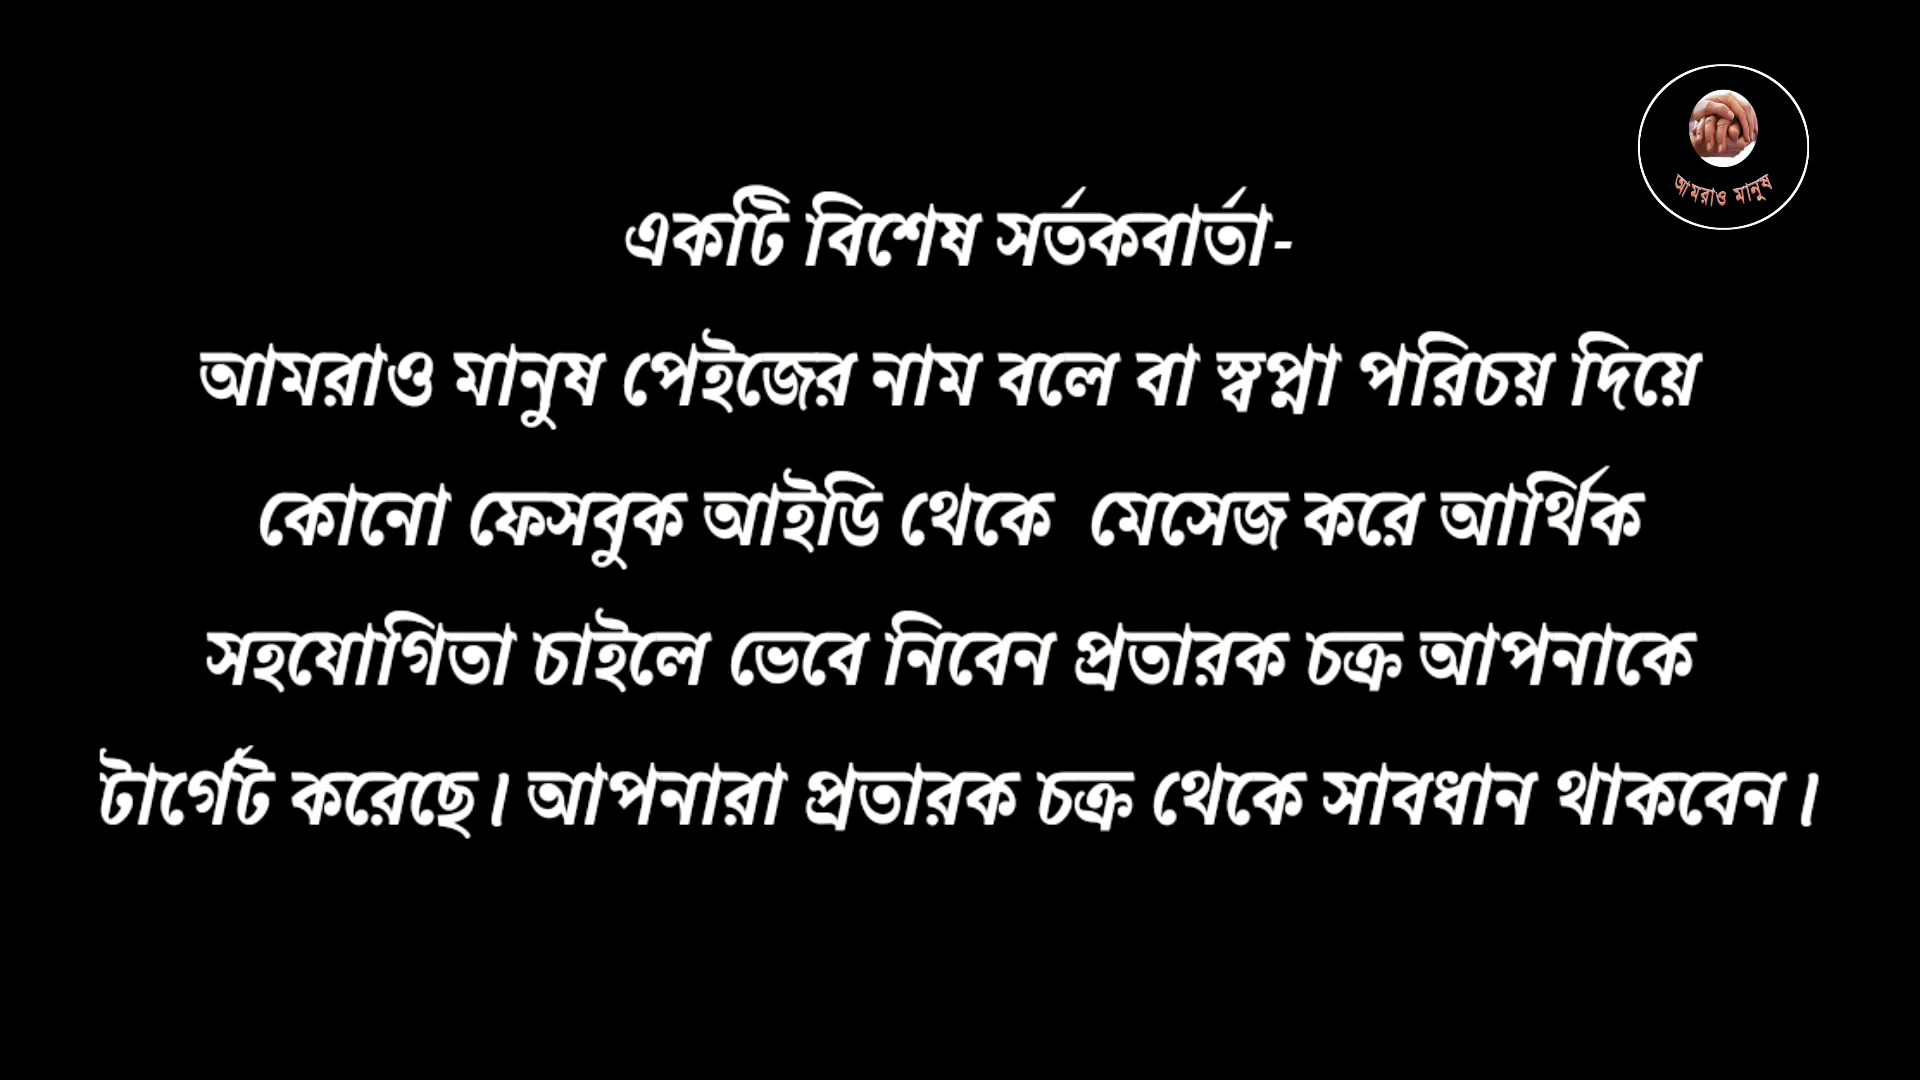 আমরাও মানুষ
একটি বিশেষ সর্তকবার্তা-
আমরাও মানুষ পেইজের নাম বলে বা স্বপ্না পরিচয় দিয়ে
কোনো ফেসবুক আইডি থেকে মেসেজ করে আর্থিক
সহযোগিতা চাইলে ভেবে নিবেন প্রতারক চক্র আপনাকে
টার্গেট করেছে। আপনারা প্রতারক চক্র থেকে সাবধান থাকবেন।